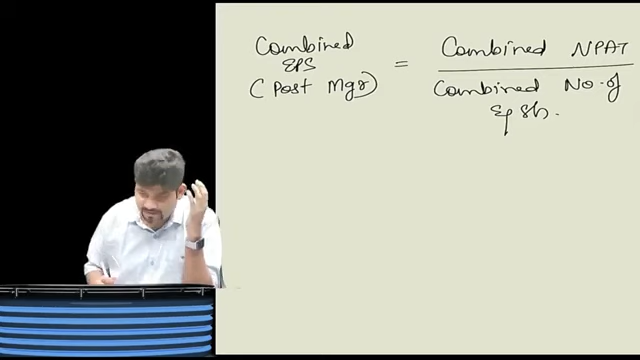 Combined = Combined NPAT
EPS
(Post Mgr) Combined No. of
Eq sh.